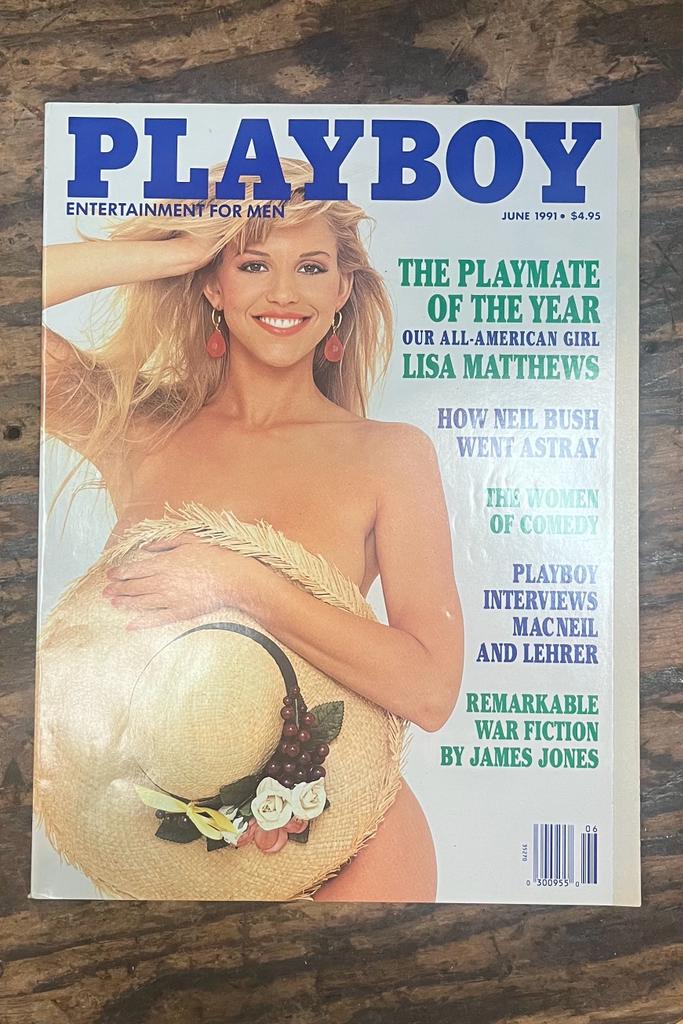 PLAYBOY
ENTERTAINMENT FOR MEN
JUNE 1991 • $4.95
THE PLAYMATE
OF THE YEAR
OUR ALL-AMERICAN GIRL
LISA MATTHEWS
HOW NEIL BUSH
WENT ASTRAY
THE WOMEN
OF COMEDY
PLAYBOY
INTERVIEWS
MACNEIL
AND LEHRER
REMARKABLE
WAR FICTION
BY JAMES JONES
06
35270
0 300955 0